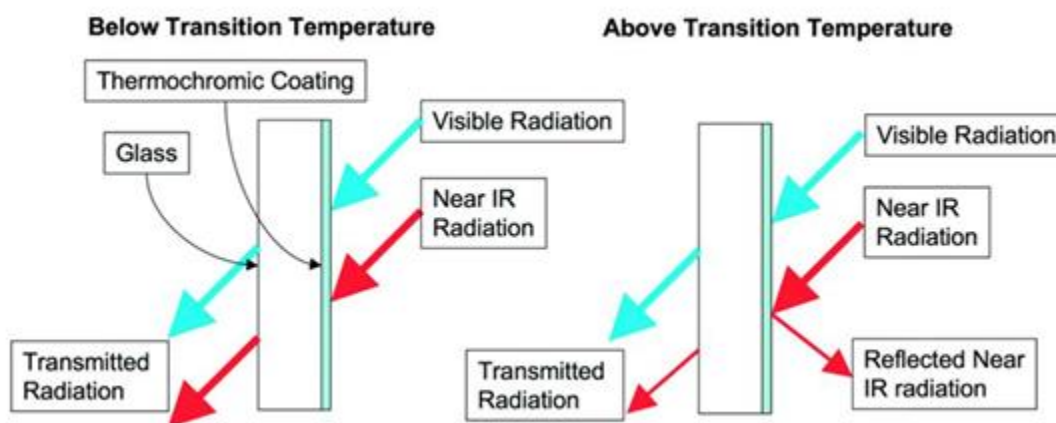 Below Transition Temperature
Thermochromic Coating
Glass
Visible Radiation
Near IR
Radiation
Transmitted
Radiation
Above Transition Temperature
Visible Radiation
Near IR
Radiation
Transmitted
Radiation
Reflected Near
IR radiation